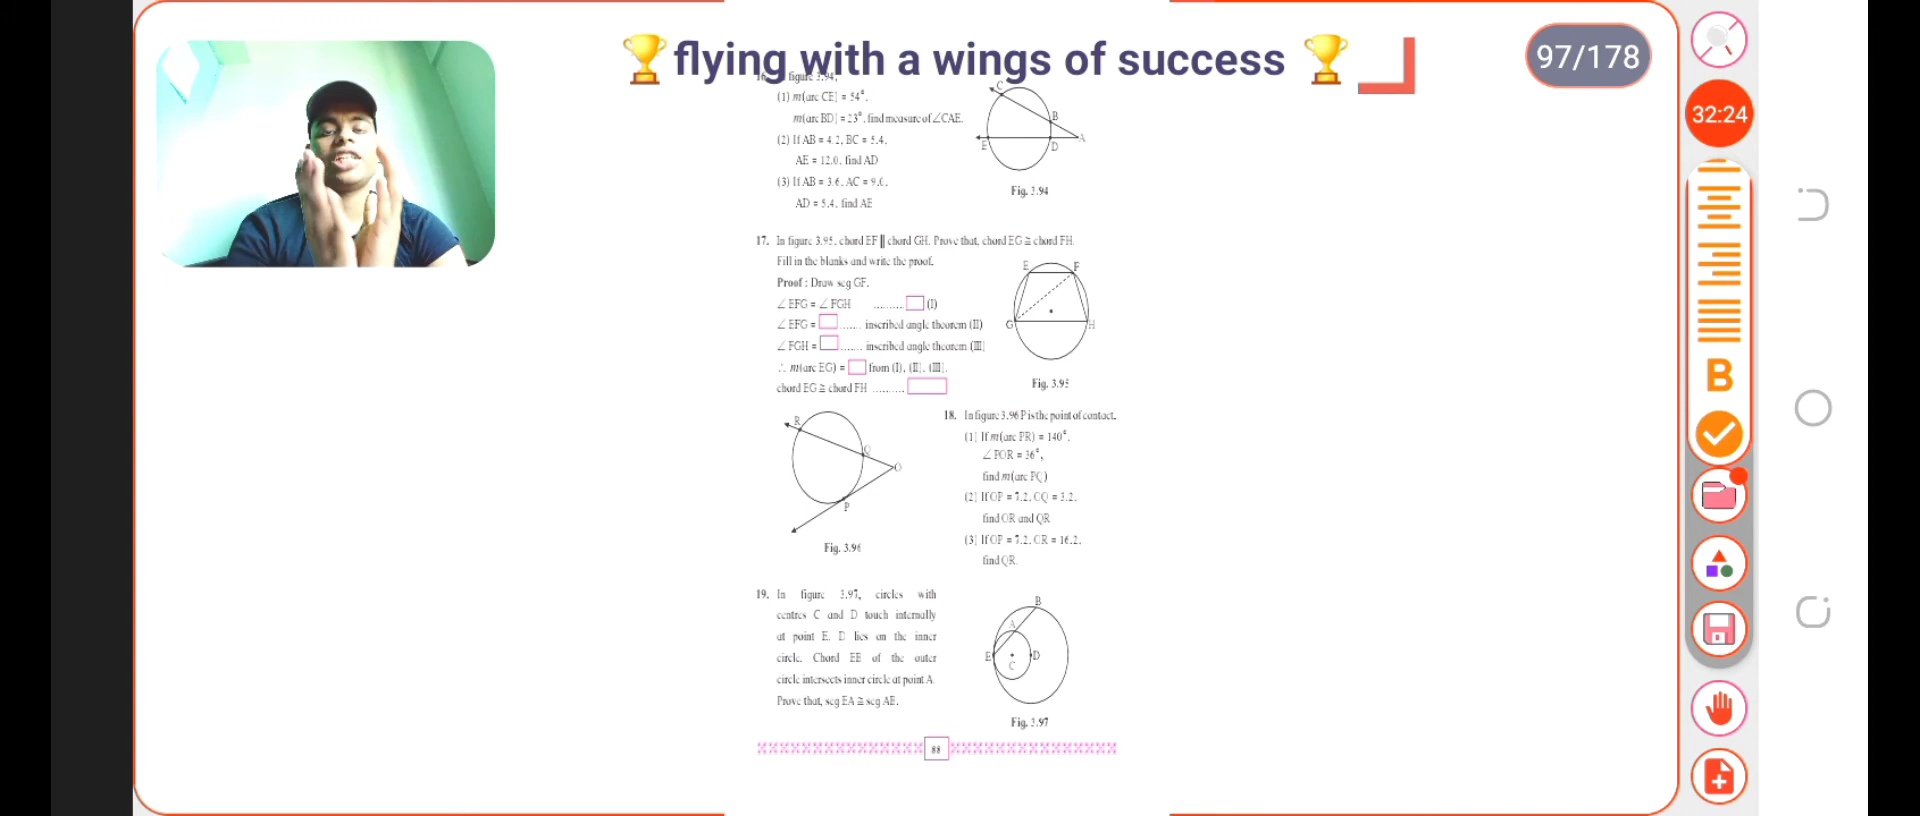 🏆flying with a wings of success 🏆
97/178
32:24
B
16. figure 3.94,
(1) m(arc CE) = 54°,
m(arc BD) = 23°, find measure of ∠CAE.
(2) If AB = 4.2, BC = 5.4,
AE = 12.0, find AD
(3) If AB = 3.6, AC = 9.0,
AD = 5.4, find AE
C
B
A
E
D
Fig. 3.94
17. In figure 3.95, chord EF || chord GH. Prove that, chord EG ≅ chord FH.
Fill in the blanks and write the proof.
Proof : Draw seg GF.
∠ EFG = ∠ FGH ......... (I)
∠ EFG = ...... inscribed angle theorem (II)
∠ FGH = ...... inscribed angle theorem (III)
∴ m(arc EG) = from (I), (II), (III).
chord EG ≅ chord FH ..........
E
F
G
H
Fig. 3.95
R
Q
O
P
Fig. 3.96
18. In figure 3.96 P is the point of contact.
(1) If m(arc PR) = 140°,
∠ POR = 36°,
find m(arc PQ)
(2) If OP = 7.2, OQ = 3.2,
find OR and QR
(3) If OP = 7.2, OR = 16.2,
find QR.
19. In figure 3.97, circles with
centres C and D touch internally
at point E. D lies on the inner
circle. Chord EB of the outer
circle intersects inner circle at point A.
Prove that, seg EA ≅ seg AB.
B
A
E
D
C
Fig. 3.97
88